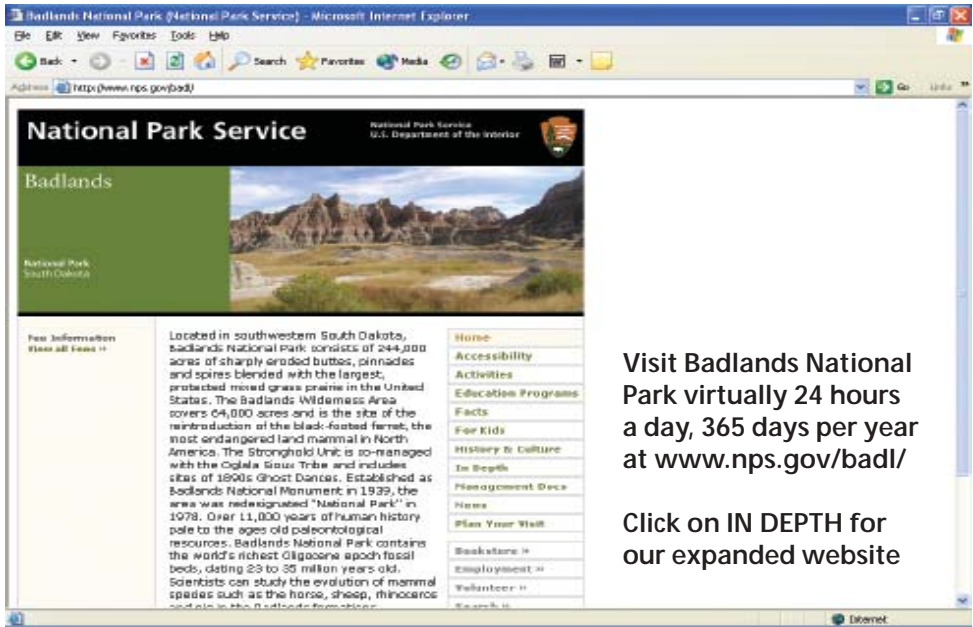 Badlands National Park (National Park Service) - Microsoft Internet Explorer
File Edit View Favorites Tools Help
Back Search Favorites Media
Address http://www.nps.gov/badl/ Go Links
National Park Service
National Park Service
U.S. Department of the Interior
Badlands
National Park
South Dakota
Fee Information
View all Fees »
Located in southwestern South Dakota,
Badlands National Park consists of 244,000
acres of sharply eroded buttes, pinnacles
and spires blended with the largest,
protected mixed grass prairie in the United
States. The Badlands Wilderness Area
covers 64,000 acres and is the site of the
reintroduction of the black-footed ferret, the
most endangered land mammal in North
America. The Stronghold Unit is co-managed
with the Oglala Sioux Tribe and includes
sites of 1890s Ghost Dances. Established as
Badlands National Monument in 1939, the
area was redesignated "National Park" in
1978. Over 11,000 years of human history
pale to the ages old paleontological
resources. Badlands National Park contains
the world's richest Oligocene epoch fossil
beds, dating 23 to 35 million years old.
Scientists can study the evolution of mammal
species such as the horse, sheep, rhinoceros
and pig in the Badlands formations.
Home
Accessibility
Activities
Education Programs
Facts
For Kids
History & Culture
In Depth
Management Docs
News
Plan Your Visit
Bookstore »
Employment »
Volunteer »
Search »
Visit Badlands National
Park virtually 24 hours
a day, 365 days per year
at www.nps.gov/badl/
Click on IN DEPTH for
our expanded website
Internet